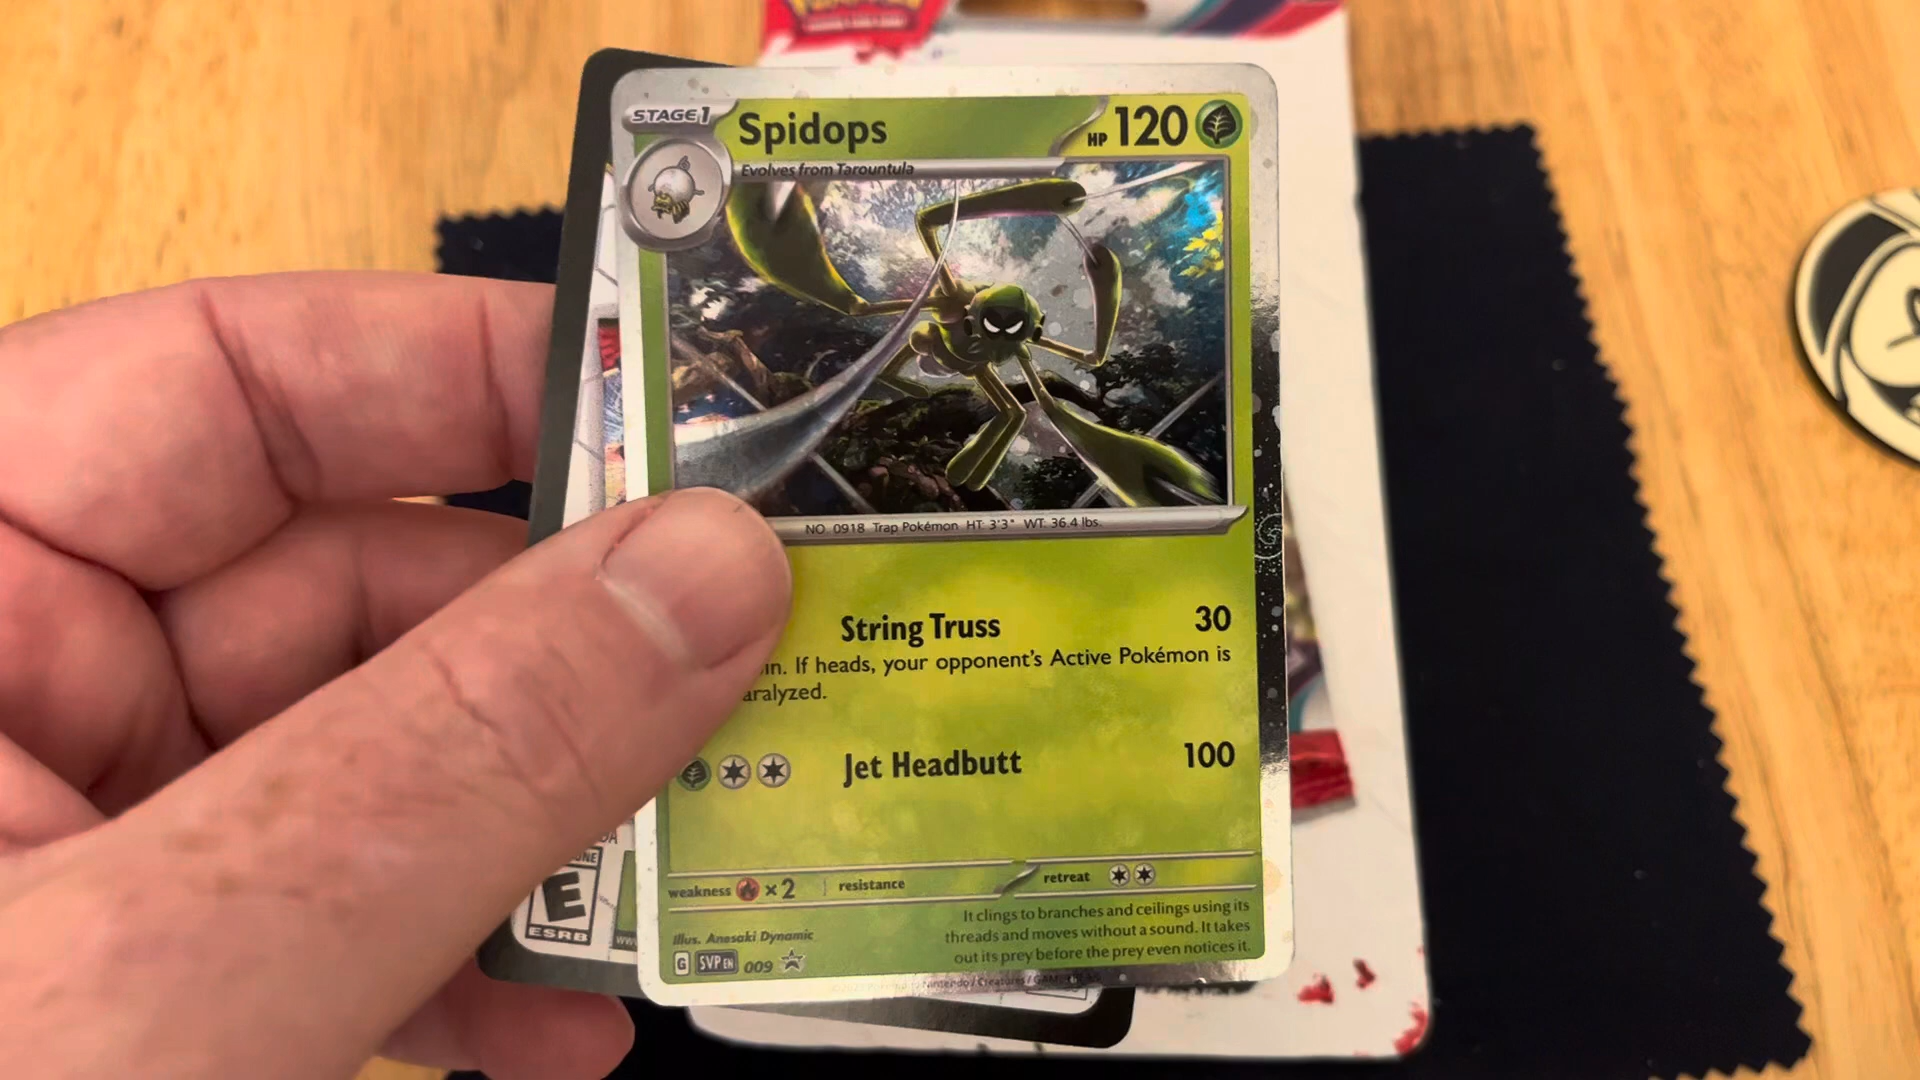 STAGE 1
Spidops
HP 120
Evolves from Tarountula
NO 0918 Trap Pokémon HT: 3'3" WT: 36.4 lbs.
String Truss 30
If heads, your opponent's Active Pokémon is
Jet Headbutt 100
weakness ×2 resistance retreat
It clings to branches and ceilings using its
threads and moves without a sound. It takes
out its prey before the prey even notices it.
Illus. Anesaki Dynamic
G SVP EN 009
E
ESRB